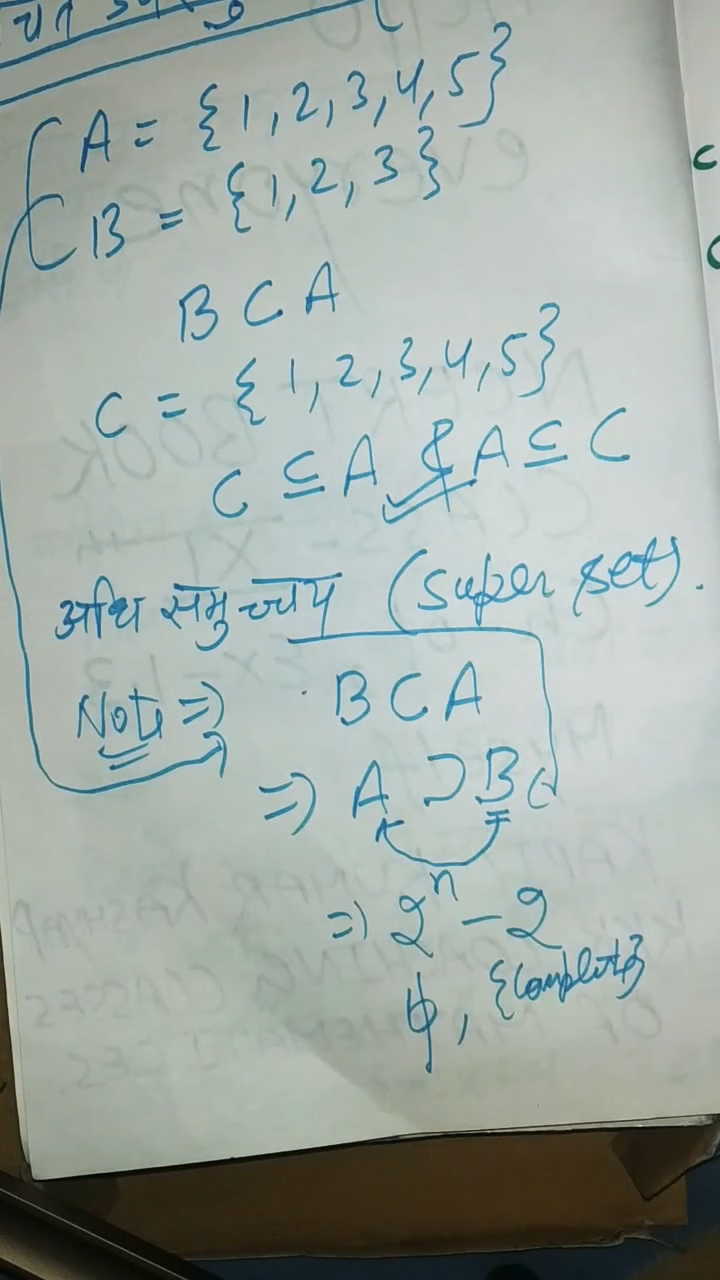 A = {1, 2, 3, 4, 5}
B = {1, 2, 3}
B ⊂ A
C = {1, 2, 3, 4, 5}
C ⊆ A & A ⊆ C
अधि समुच्चय (Super set).
Note ⇒ B ⊂ A
⇒ A ⊃ B
⇒ 2ⁿ - 2
ϕ, {Complete}